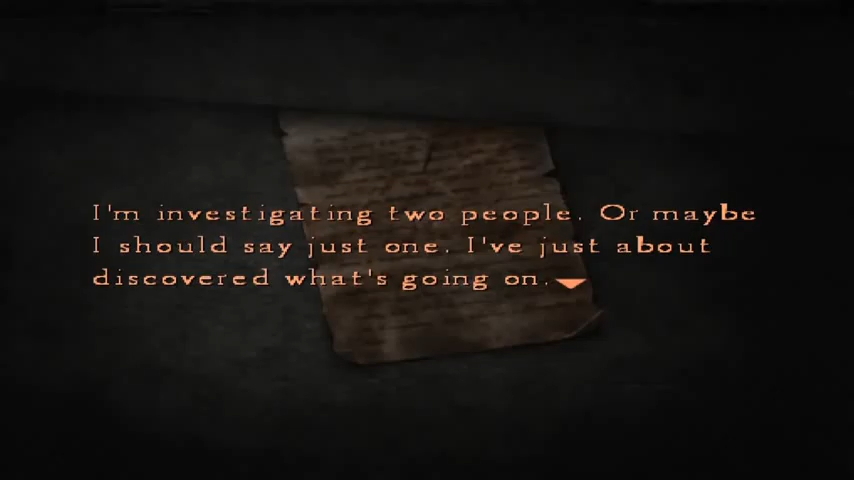 I'm investigating two people. Or maybe
I should say just one. I've just about
discovered what's going on.